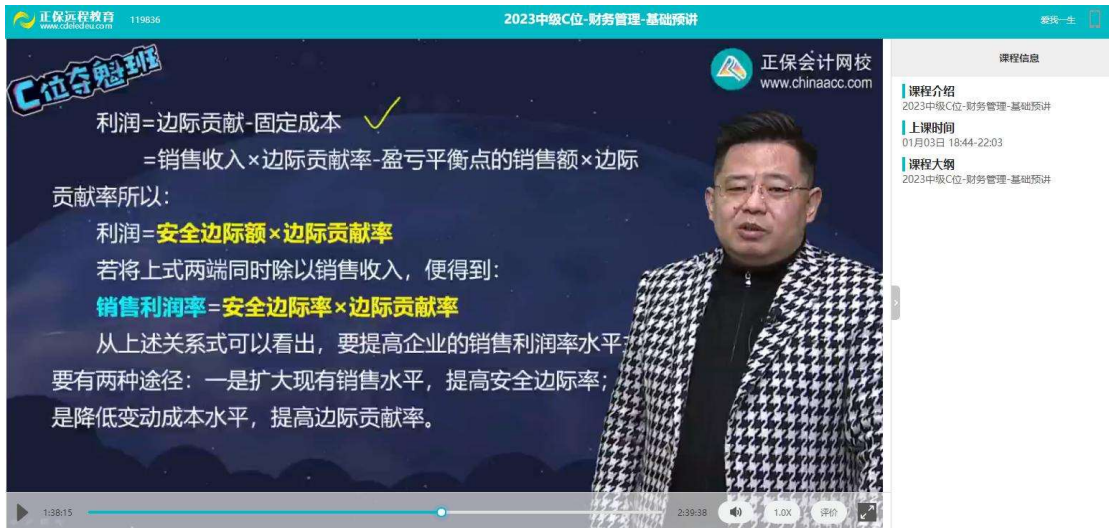 正保远程教育
www.cdeledu.com
119836
2023中级C位-财务管理-基础预讲
爱我一生
C位夺魁班
正保会计网校
www.chinaacc.com
利润=边际贡献-固定成本
=销售收入×边际贡献率-盈亏平衡点的销售额×边际
贡献率所以：
利润=安全边际额×边际贡献率
若将上式两端同时除以销售收入，便得到：
销售利润率=安全边际率×边际贡献率
从上述关系式可以看出，要提高企业的销售利润率水平
要有两种途径：一是扩大现有销售水平，提高安全边际率；
是降低变动成本水平，提高边际贡献率。
1:38:15
2:39:38
1.0X
评价
课程信息
课程介绍
2023中级C位-财务管理-基础预讲
上课时间
01月03日 18:44-22:03
课程大纲
2023中级C位-财务管理-基础预讲